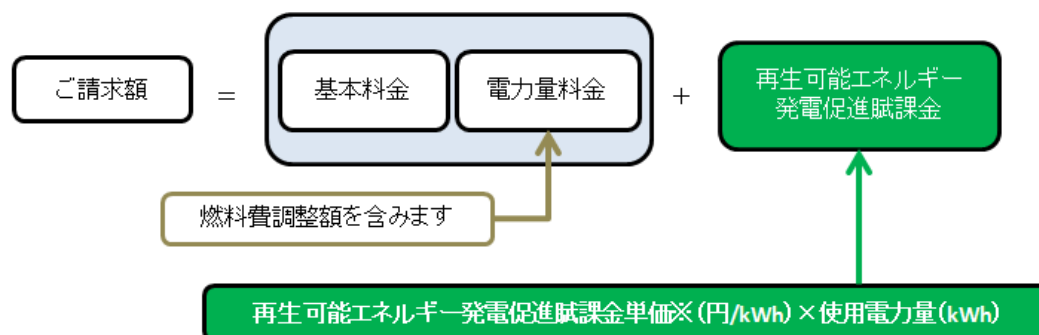 ご請求額
=
基本料金
電力量料金
+
再生可能エネルギー
発電促進賦課金
燃料費調整額を含みます
再生可能エネルギー発電促進賦課金単価※(円/kWh)×使用電力量(kWh)